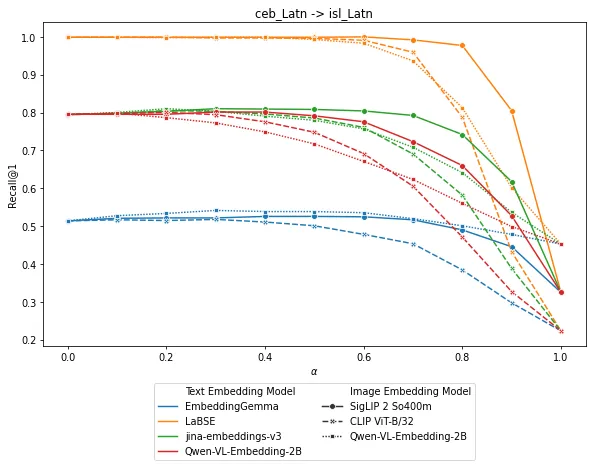 ceb_Latn -> isl_Latn
Recall@1
1.0
0.9
0.8
0.7
0.6
0.5
0.4
0.3
0.2
0.0 0.2 0.4 0.6 0.8 1.0
α
Text Embedding Model
EmbeddingGemma
LaBSE
jina-embeddings-v3
Qwen-VL-Embedding-2B
Image Embedding Model
SigLIP 2 So400m
CLIP ViT-B/32
Qwen-VL-Embedding-2B